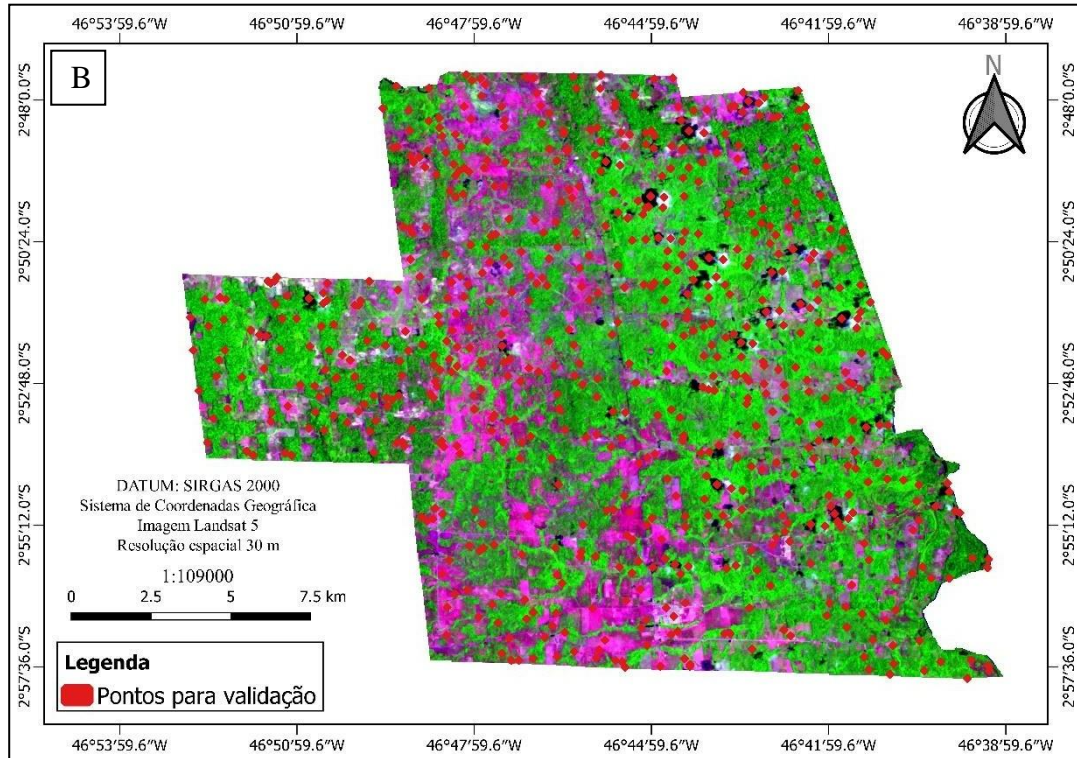 46°53′59.6″W 46°50′59.6″W 46°47′59.6″W 46°44′59.6″W 46°41′59.6″W 46°38′59.6″W
B
N
2°48′0.0″S
2°48′0.0″S
2°50′24.0″S
2°50′24.0″S
2°52′48.0″S
2°52′48.0″S
2°55′12.0″S
2°55′12.0″S
2°57′36.0″S
2°57′36.0″S
DATUM: SIRGAS 2000
Sistema de Coordenadas Geográfica
Imagem Landsat 5
Resolução espacial 30 m
1:109000
0 2.5 5 7.5 km
Legenda
Pontos para validação
46°53′59.6″W 46°50′59.6″W 46°47′59.6″W 46°44′59.6″W 46°41′59.6″W 46°38′59.6″W